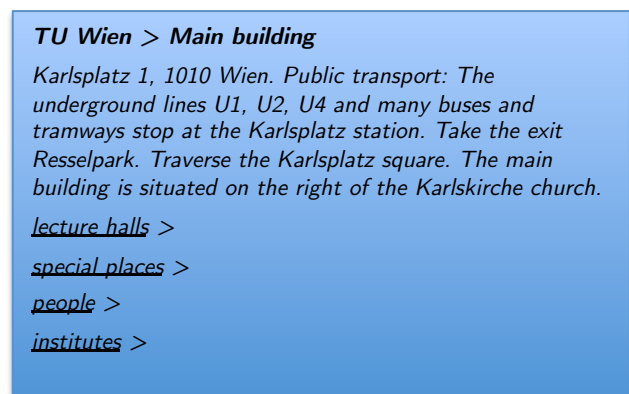 TU Wien > Main building
Karlsplatz 1, 1010 Wien. Public transport: The
underground lines U1, U2, U4 and many buses and
tramways stop at the Karlsplatz station. Take the exit
Resselpark. Traverse the Karlsplatz square. The main
building is situated on the right of the Karlskirche church.
lecture halls >
special places >
people >
institutes >